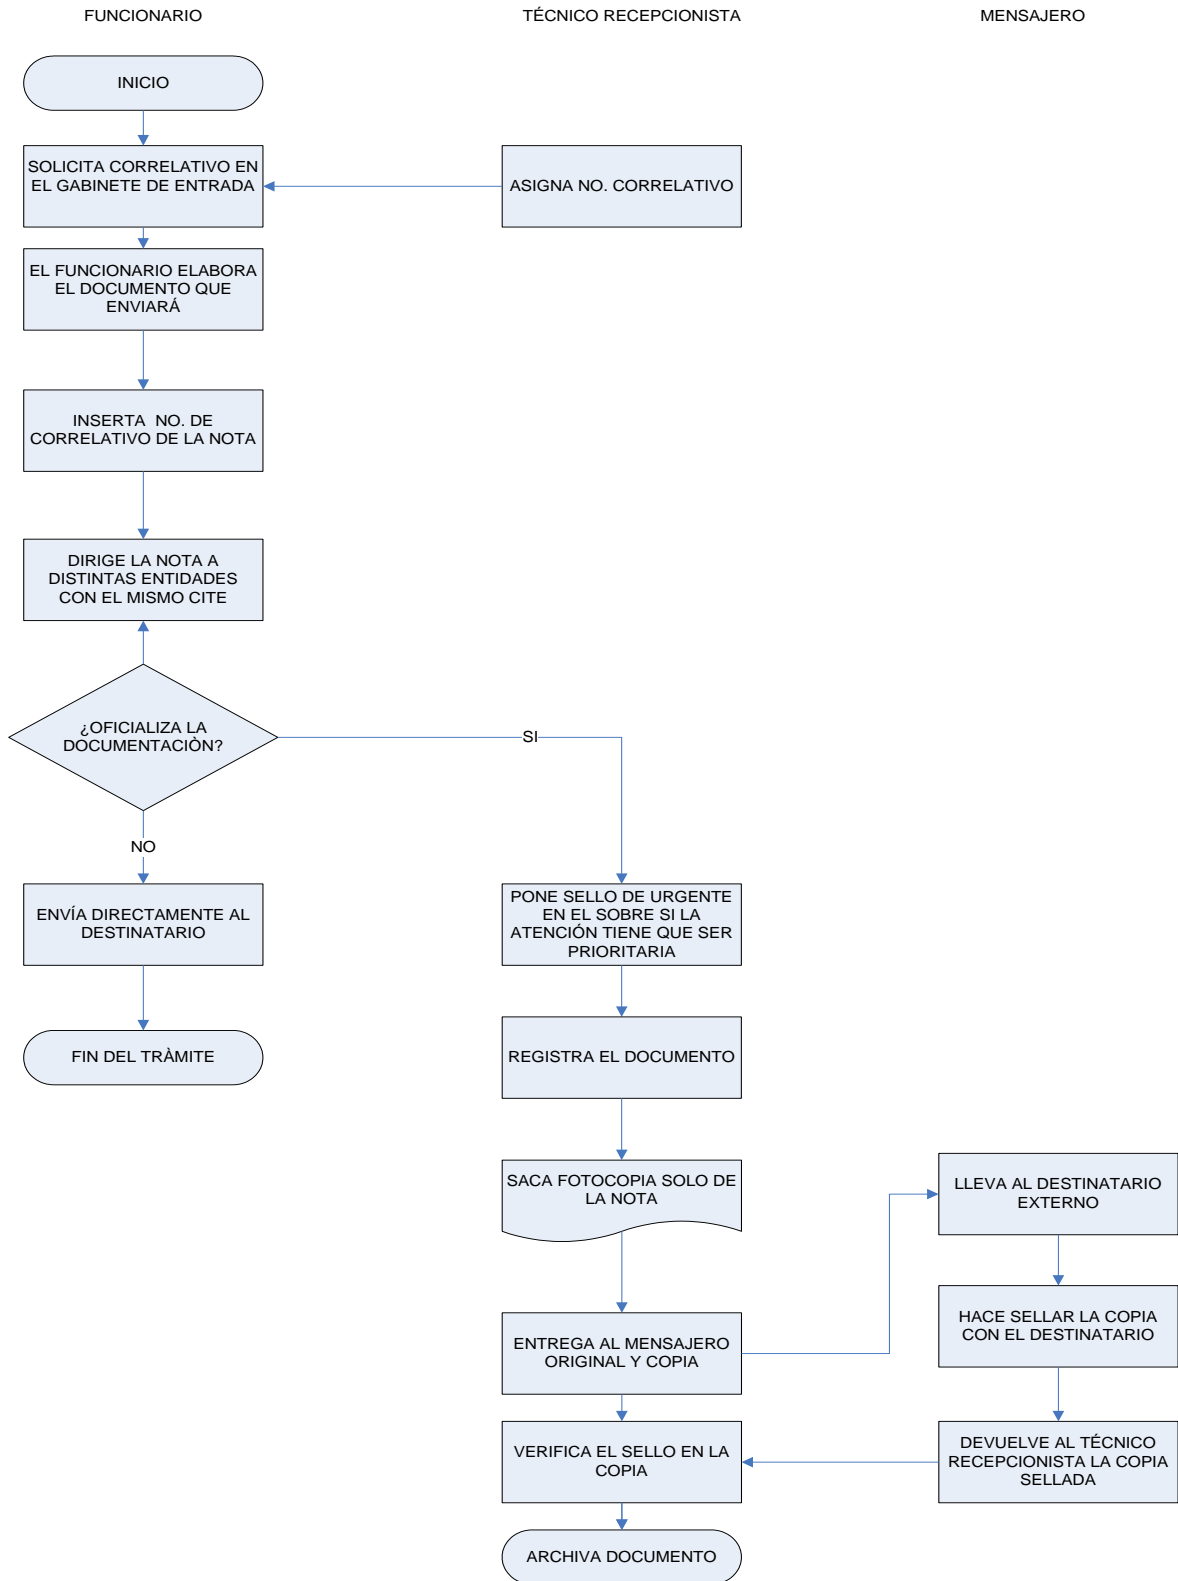 FUNCIONARIO
TÉCNICO RECEPCIONISTA
MENSAJERO
INICIO
SOLICITA CORRELATIVO EN
EL GABINETE DE ENTRADA
ASIGNA NO. CORRELATIVO
EL FUNCIONARIO ELABORA
EL DOCUMENTO QUE
ENVIARÁ
INSERTA NO. DE
CORRELATIVO DE LA NOTA
DIRIGE LA NOTA A
DISTINTAS ENTIDADES
CON EL MISMO CITE
¿OFICIALIZA LA
DOCUMENTACIÒN?
SI
NO
ENVÍA DIRECTAMENTE AL
DESTINATARIO
PONE SELLO DE URGENTE
EN EL SOBRE SI LA
ATENCIÓN TIENE QUE SER
PRIORITARIA
FIN DEL TRÀMITE
REGISTRA EL DOCUMENTO
SACA FOTOCOPIA SOLO DE
LA NOTA
LLEVA AL DESTINATARIO
EXTERNO
ENTREGA AL MENSAJERO
ORIGINAL Y COPIA
HACE SELLAR LA COPIA
CON EL DESTINATARIO
VERIFICA EL SELLO EN LA
COPIA
DEVUELVE AL TÉCNICO
RECEPCIONISTA LA COPIA
SELLADA
ARCHIVA DOCUMENTO